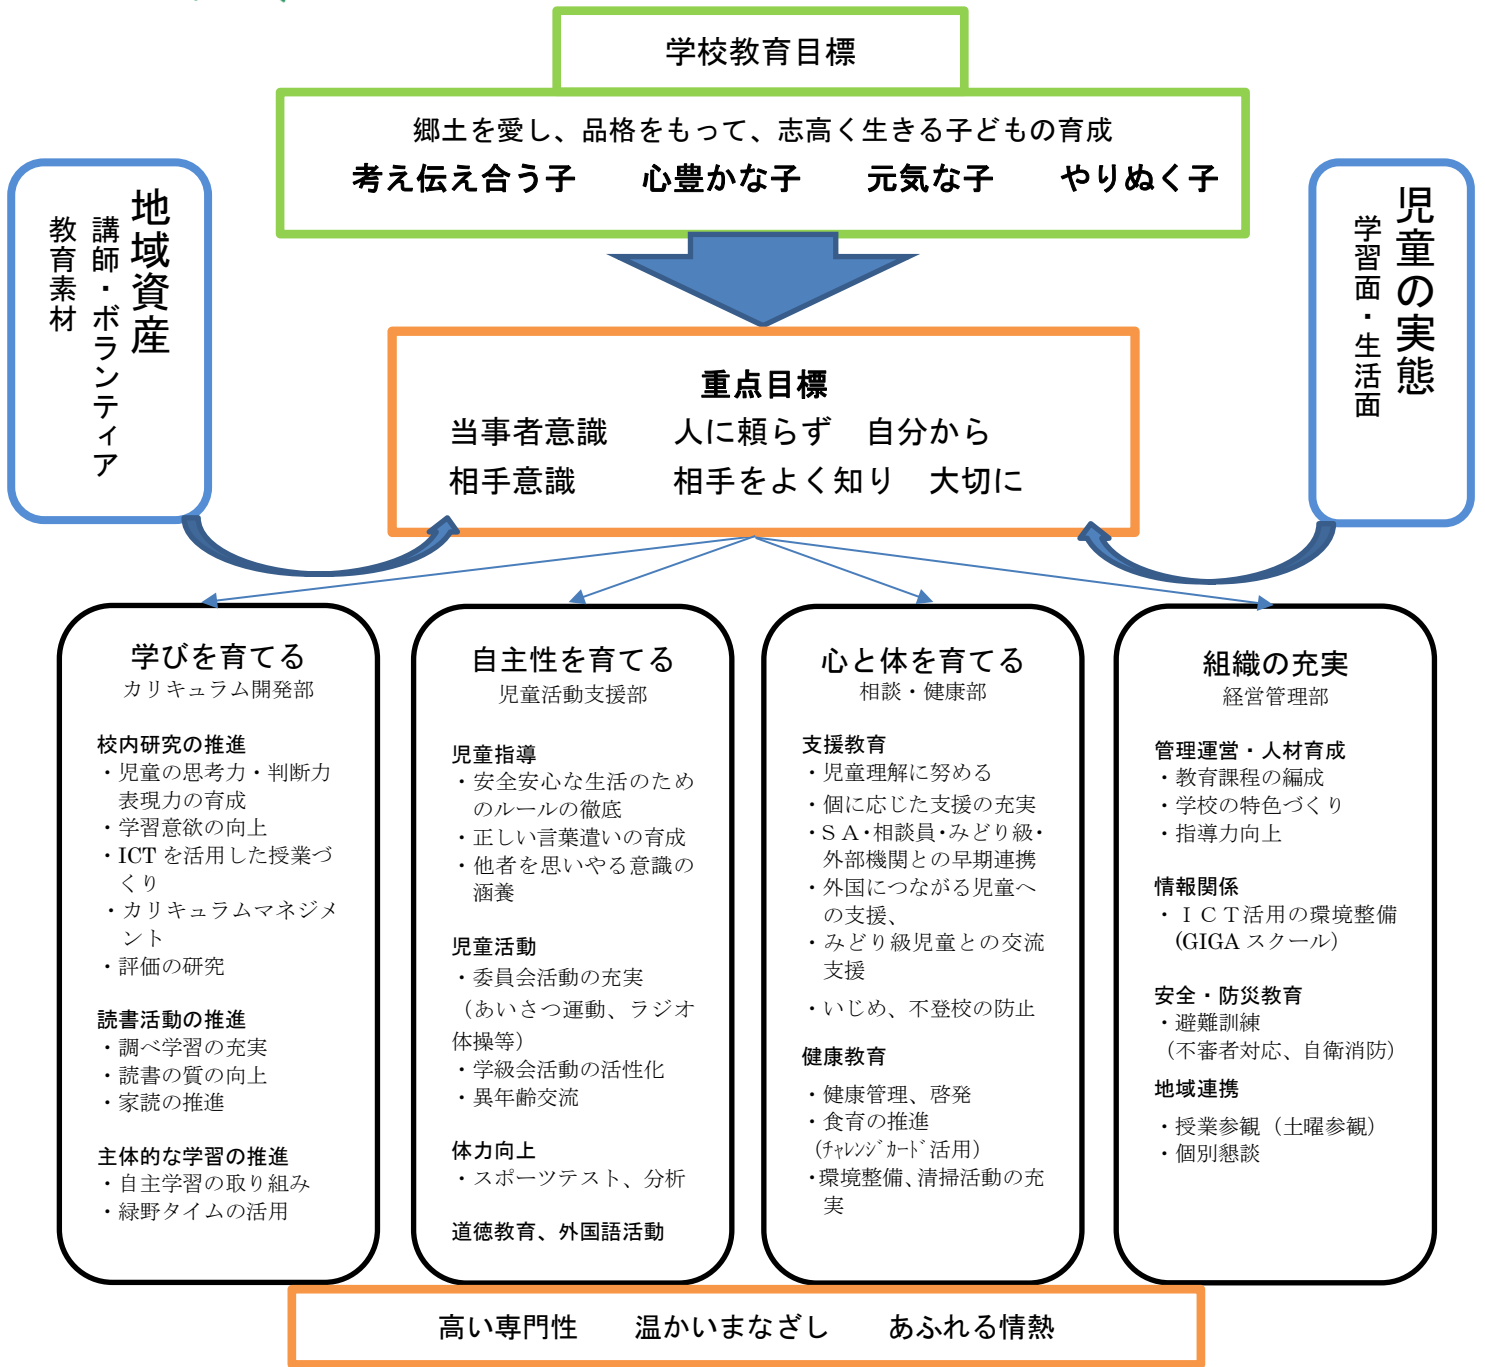 学校教育目標
郷土を愛し、品格をもって、志高く生きる子どもの育成
考え伝え合う子　心豊かな子　元気な子　やりぬく子
地域資産
講師・ボランティア
教育素材
児童の実態
学習面・生活面
重点目標
当事者意識　人に頼らず　自分から
相手意識　相手をよく知り　大切に
学びを育てる
カリキュラム開発部
校内研究の推進
・児童の思考力・判断力
表現力の育成
・学習意欲の向上
・ICTを活用した授業づ
くり
・カリキュラムマネジメ
ント
・評価の研究
読書活動の推進
・調べ学習の充実
・読書の質の向上
・家読の推進
主体的な学習の推進
・自主学習の取り組み
・緑野タイムの活用
自主性を育てる
児童活動支援部
児童指導
・安全安心な生活のため
のルールの徹底
・正しい言葉遣いの育成
・他者を思いやる意識の
涵養
児童活動
・委員会活動の充実
（あいさつ運動、ラジオ
体操等）
・学級会活動の活性化
・異年齢交流
体力向上
・スポーツテスト、分析
道徳教育、外国語活動
心と体を育てる
相談・健康部
支援教育
・児童理解に努める
・個に応じた支援の充実
・ＳＡ・相談員・みどり級・
外部機関との早期連携
・外国につながる児童へ
の支援、
・みどり級児童との交流
支援
・いじめ、不登校の防止
健康教育
・健康管理、啓発
・食育の推進
（ﾁｬﾚﾝｼﾞｶｰﾄﾞ活用）
・環境整備、清掃活動の充
実
組織の充実
経営管理部
管理運営・人材育成
・教育課程の編成
・学校の特色づくり
・指導力向上
情報関係
・ＩＣＴ活用の環境整備
(GIGAスクール）
安全・防災教育
・避難訓練
（不審者対応、自衛消防）
地域連携
・授業参観（土曜参観）
・個別懇談
高い専門性　温かいまなざし　あふれる情熱